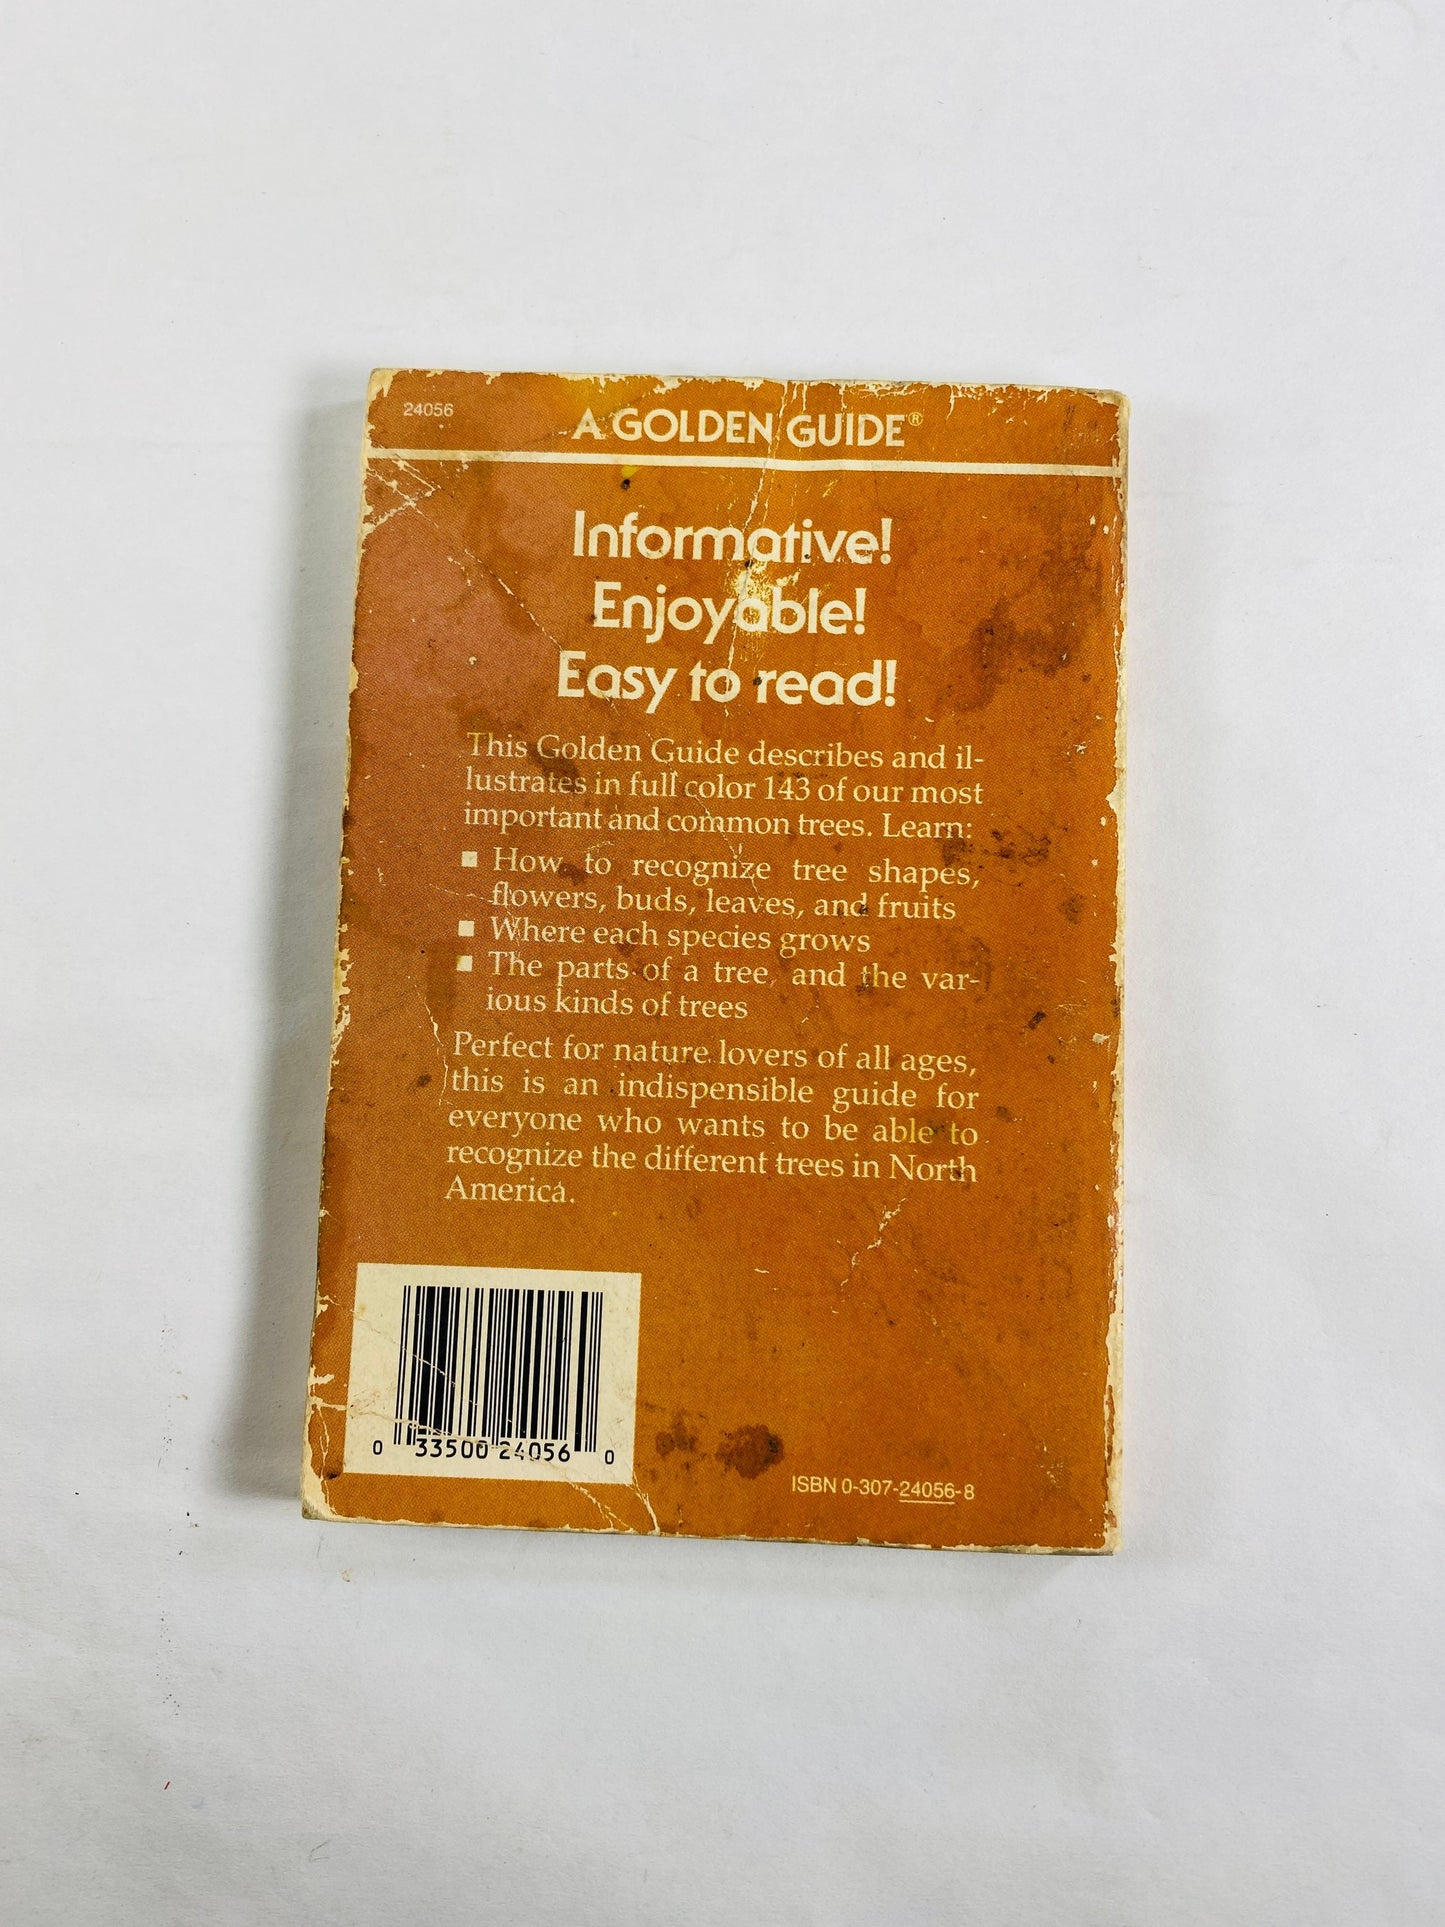 24056
A GOLDEN GUIDE®
Informative!
Enjoyable!
Easy to read!
This Golden Guide describes and il-
lustrates in full color 143 of our most
important and common trees. Learn:
■ How to recognize tree shapes,
flowers, buds, leaves, and fruits
■ Where each species grows
■ The parts of a tree, and the var-
ious kinds of trees
Perfect for nature lovers of all ages,
this is an indispensible guide for
everyone who wants to be able to
recognize the different trees in North
America.
0 33500 24056 0
ISBN 0-307-24056-8